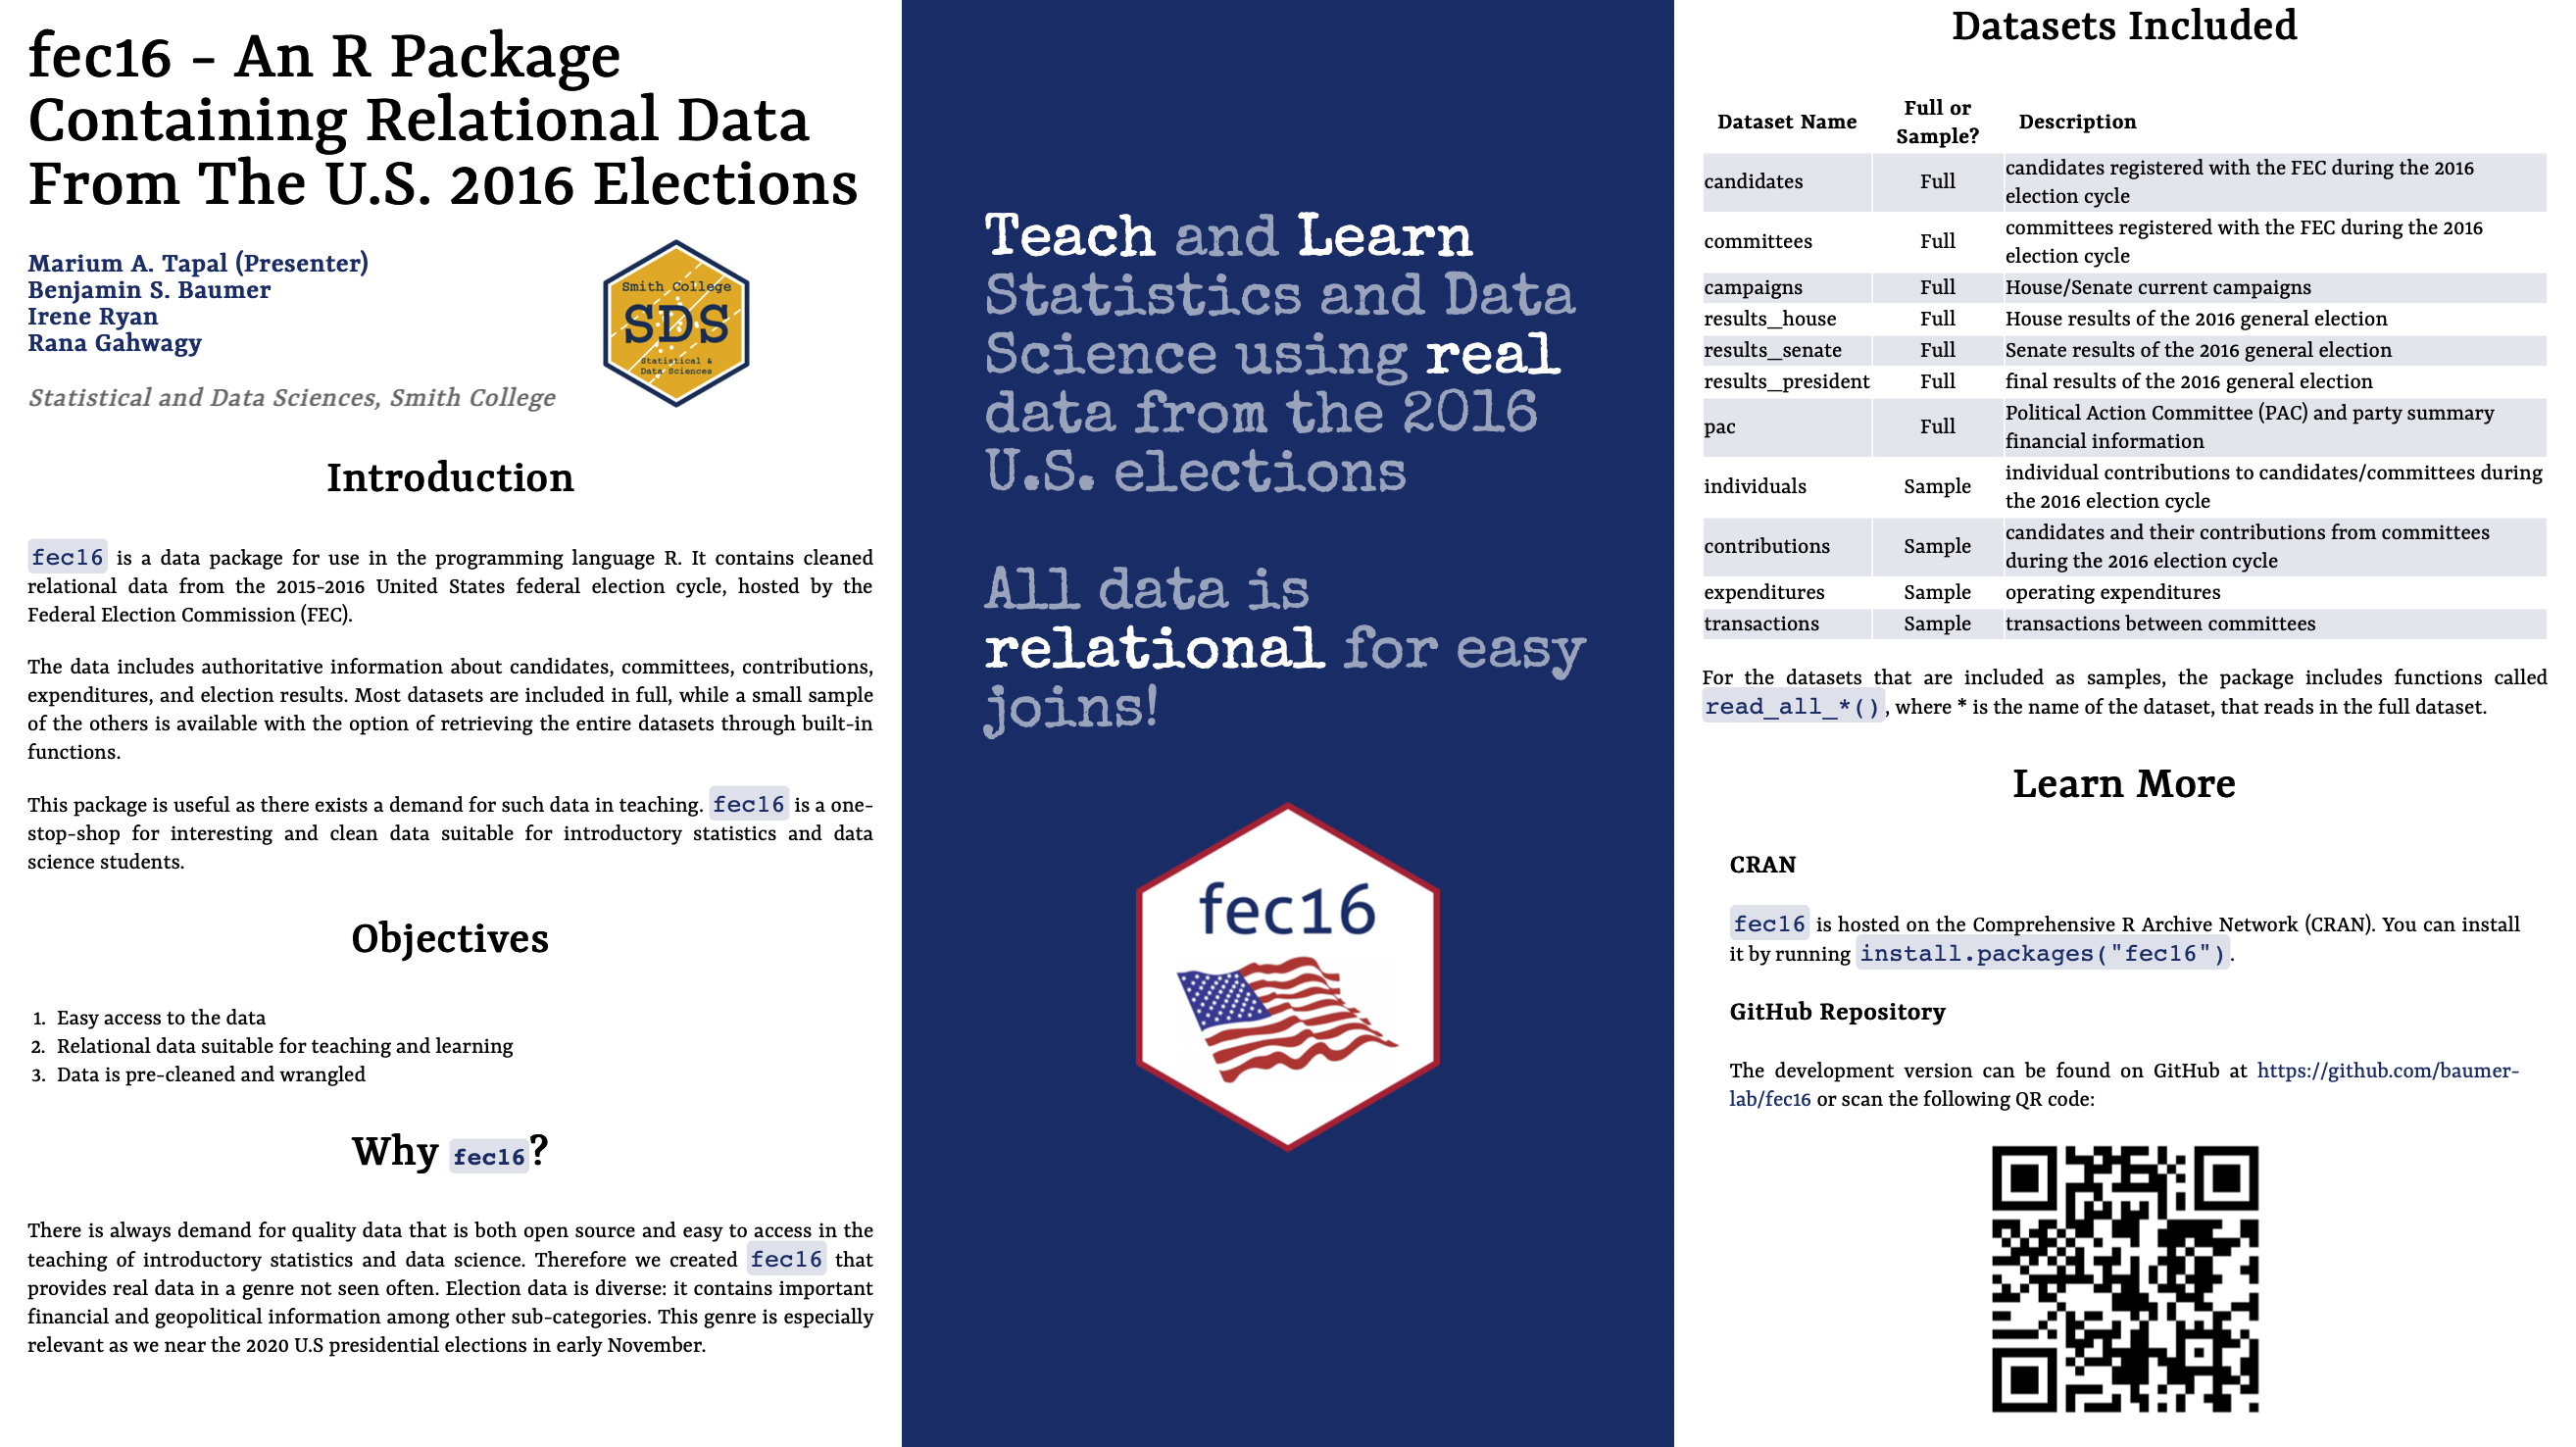 fec16 - An R Package
Containing Relational Data
From The U.S. 2016 Elections
Marium A. Tapal (Presenter)
Benjamin S. Baumer
Irene Ryan
Rana Gahwagy
Statistical and Data Sciences, Smith College
Smith College
SDS
Statistical &
Data Sciences
Introduction
fec16 is a data package for use in the programming language R. It contains cleaned
relational data from the 2015-2016 United States federal election cycle, hosted by the
Federal Election Commission (FEC).
The data includes authoritative information about candidates, committees, contributions,
expenditures, and election results. Most datasets are included in full, while a small sample
of the others is available with the option of retrieving the entire datasets through built-in
functions.
This package is useful as there exists a demand for such data in teaching. fec16 is a one-
stop-shop for interesting and clean data suitable for introductory statistics and data
science students.
Objectives
1. Easy access to the data
2. Relational data suitable for teaching and learning
3. Data is pre-cleaned and wrangled
Why fec16?
There is always demand for quality data that is both open source and easy to access in the
teaching of introductory statistics and data science. Therefore we created fec16 that
provides real data in a genre not seen often. Election data is diverse: it contains important
financial and geopolitical information among other sub-categories. This genre is especially
relevant as we near the 2020 U.S presidential elections in early November.
Teach and Learn
Statistics and Data
Science using real
data from the 2016
U.S. elections
All data is
relational for easy
joins!
fec16
Datasets Included
Dataset Name Full or Sample? Description
candidates Full candidates registered with the FEC during the 2016
election cycle
committees Full committees registered with the FEC during the 2016
election cycle
campaigns Full House/Senate current campaigns
results_house Full House results of the 2016 general election
results_senate Full Senate results of the 2016 general election
results_president Full final results of the 2016 general election
pac Full Political Action Committee (PAC) and party summary
financial information
individuals Sample individual contributions to candidates/committees during
the 2016 election cycle
contributions Sample candidates and their contributions from committees
during the 2016 election cycle
expenditures Sample operating expenditures
transactions Sample transactions between committees
For the datasets that are included as samples, the package includes functions called
read_all_*(), where * is the name of the dataset, that reads in the full dataset.
Learn More
CRAN
fec16 is hosted on the Comprehensive R Archive Network (CRAN). You can install
it by running install.packages("fec16").
GitHub Repository
The development version can be found on GitHub at https://github.com/baumer-
lab/fec16 or scan the following QR code: